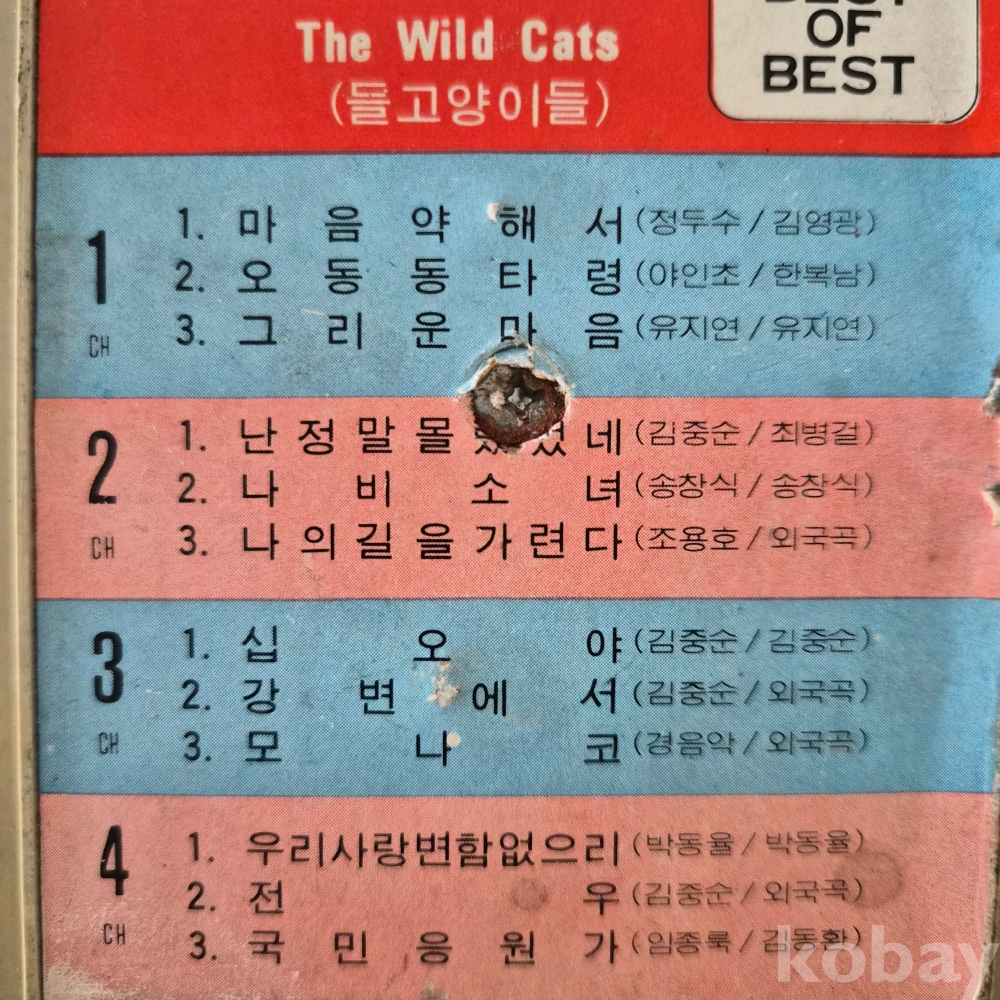 The Wild Cats
(들고양이들)
OF
BEST
1 CH
1. 마음약해서 (정두수 / 김영광)
2. 오동동타령 (야인초 / 한복남)
3. 그리운마음 (유지연 / 유지연)
2 CH
1. 난정말몰 네 (김중순 / 최병걸)
2. 나비소녀 (송창식 / 송창식)
3. 나의길을가련다 (조용호 / 외국곡)
3 CH
1. 십오야 (김중순 / 김중순)
2. 강변에서 (김중순 / 외국곡)
3. 모나코 (경음악 / 외국곡)
4 CH
1. 우리사랑변함없으리 (박동율 / 박동율)
2. 전우 (김중순 / 외국곡)
3. 국민응원가 (임종룩 / 김동환)
kobay